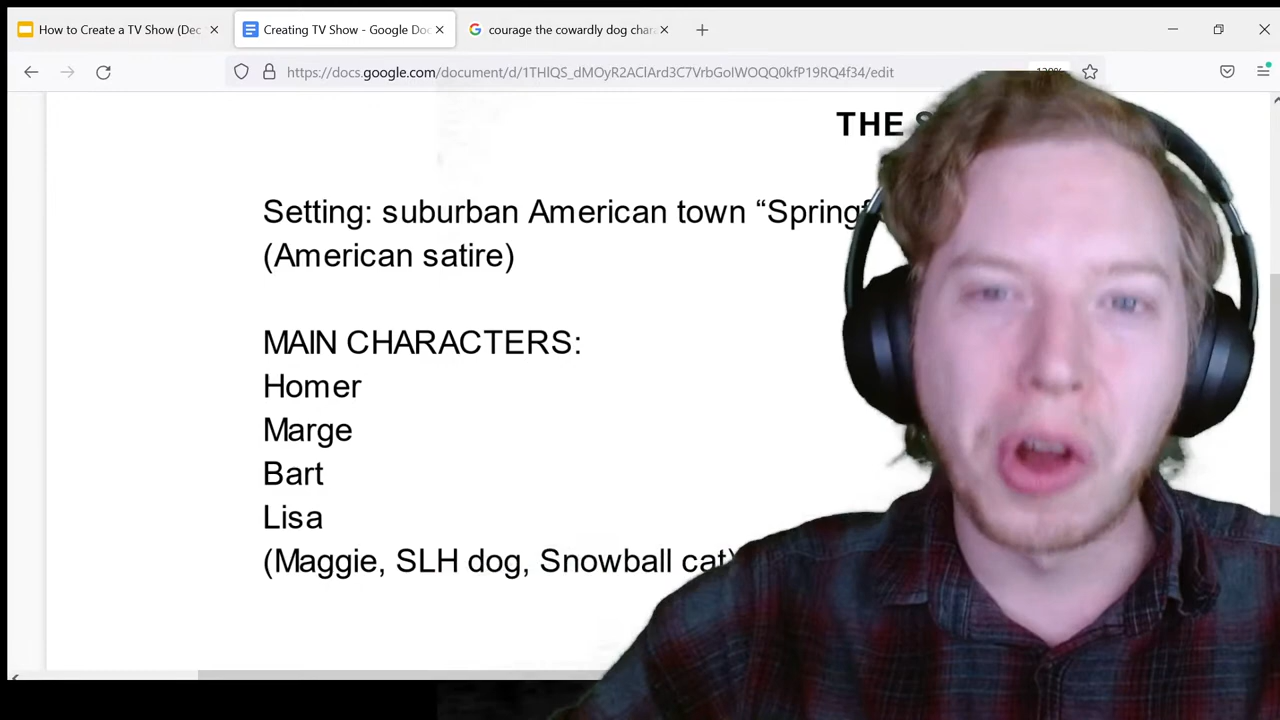 How to Create a TV Show (Dec
Creating TV Show - Google Doc
courage the cowardly dog char
https://docs.google.com/document/d/1THlQS_dMOyR2AClArd3C7VrbGoIWOQQ0kfP19RQ4f34/edit
THE S
Setting: suburban American town “Springf
(American satire)
MAIN CHARACTERS:
Homer
Marge
Bart
Lisa
(Maggie, SLH dog, Snowball cat)